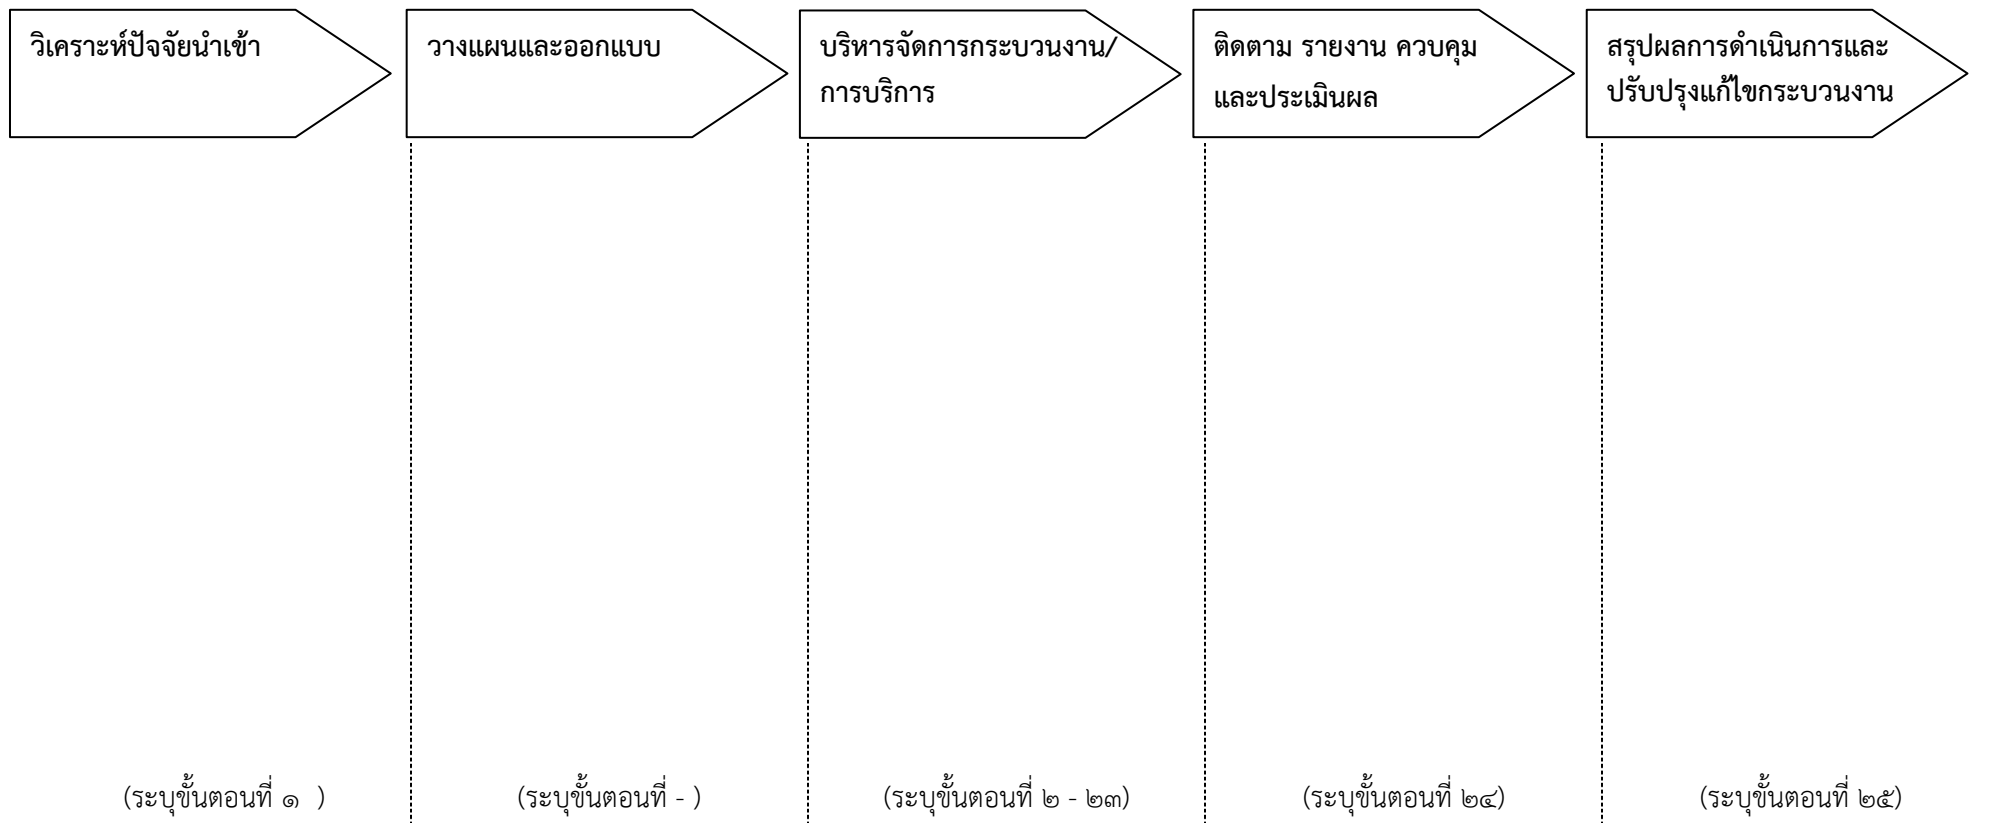 วิเคราะห์ปัจจัยนำเข้า
วางแผนและออกแบบ
บริหารจัดการกระบวนงาน/
การบริการ
ติดตาม รายงาน ควบคุม
และประเมินผล
สรุปผลการดำเนินการและ
ปรับปรุงแก้ไขกระบวนงาน
(ระบุขั้นตอนที่ ๑ )
(ระบุขั้นตอนที่ - )
(ระบุขั้นตอนที่ ๒ - ๒๓)
(ระบุขั้นตอนที่ ๒๔)
(ระบุขั้นตอนที่ ๒๕)